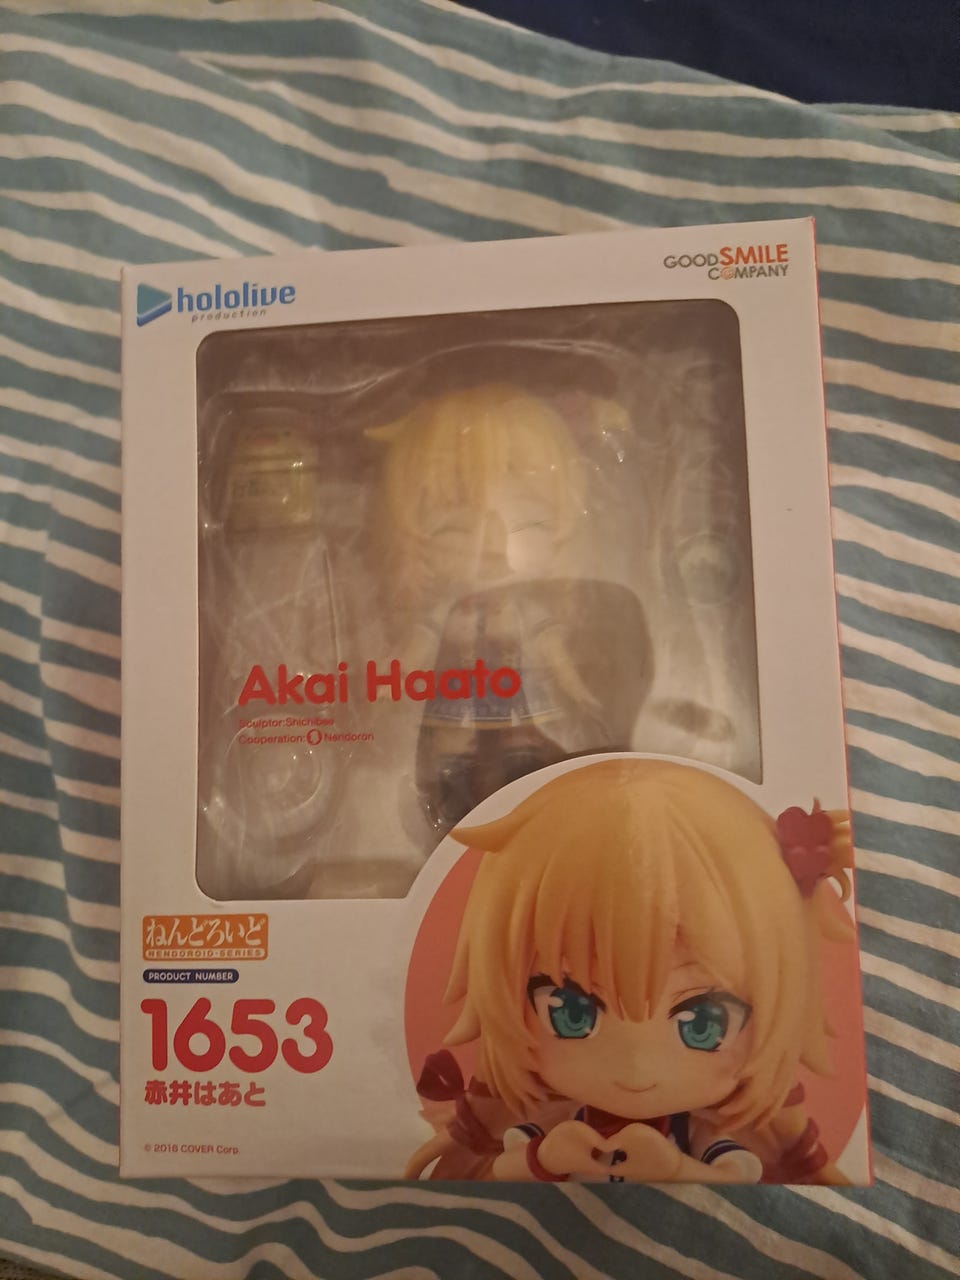 hololive
production
GOOD SMILE
COMPANY
Akai Haato
Sculptor:Shichibee
Cooperation: Nendoron
ねんどろいど
NENDOROID-SERIES
PRODUCT NUMBER
1653
赤井はあと
© 2016 COVER Corp.